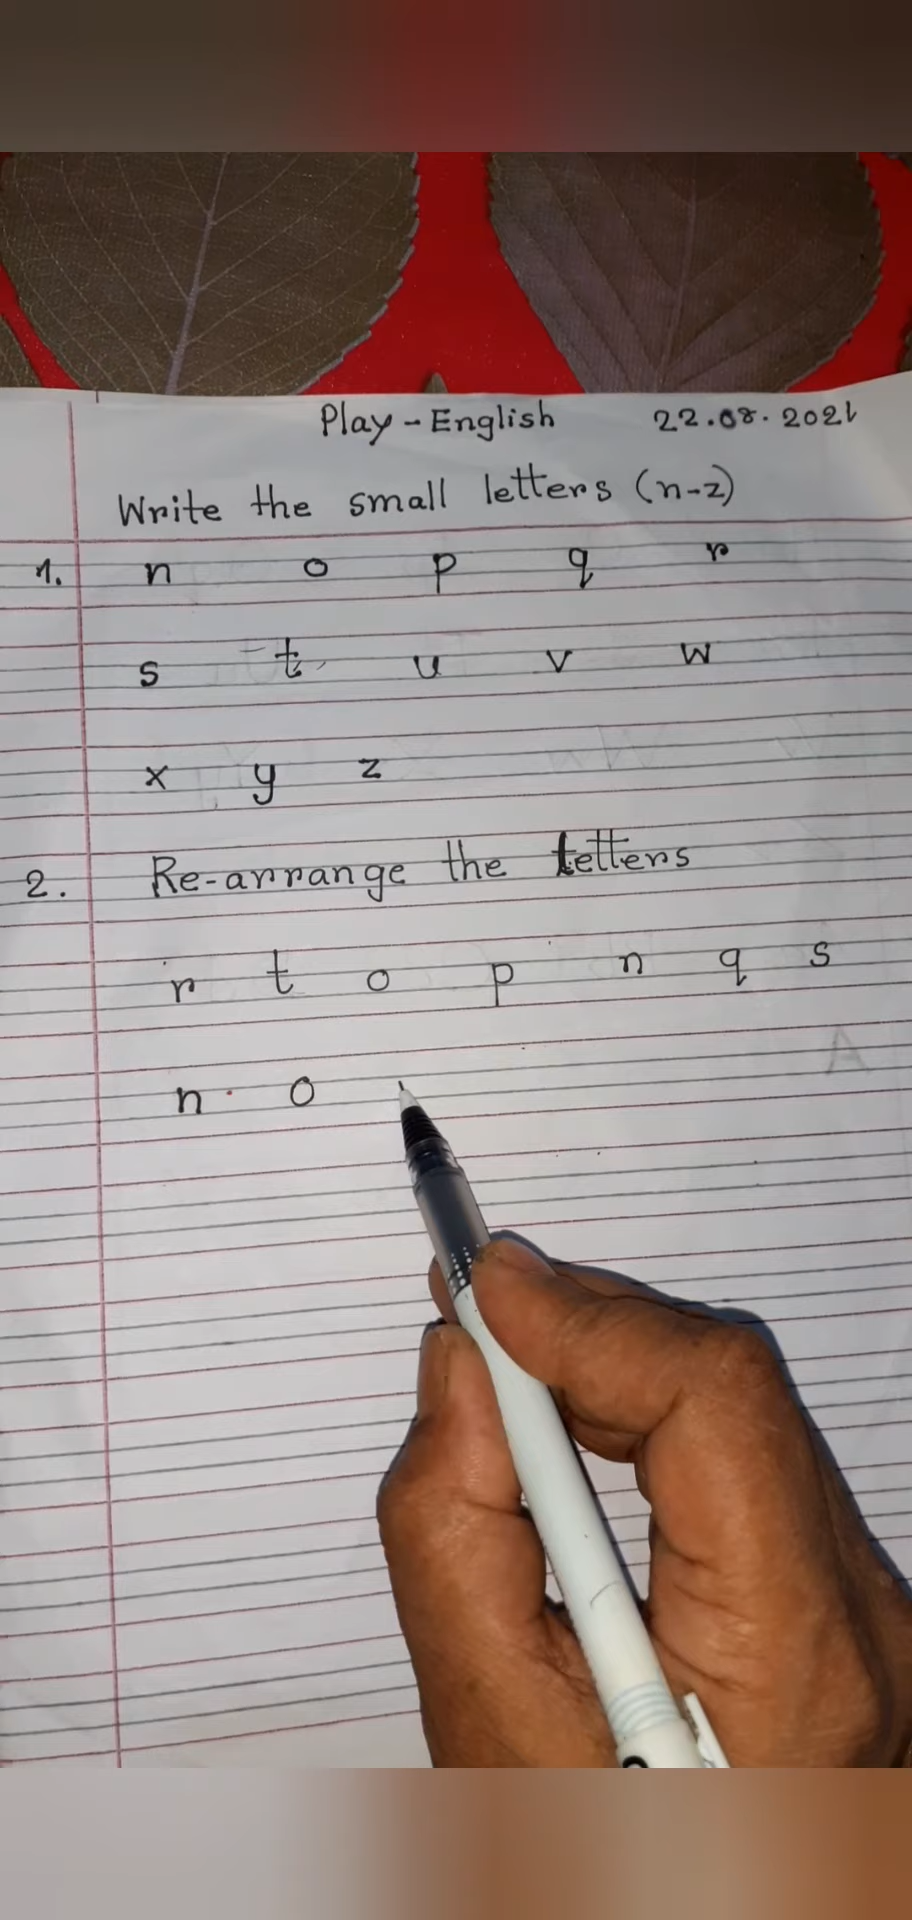 Play - English 22.08.2021
Write the small letters (n-z)
1. n o p q r
s t u v w
x y z
2. Re-arrange the letters
r t o p n q s
n o